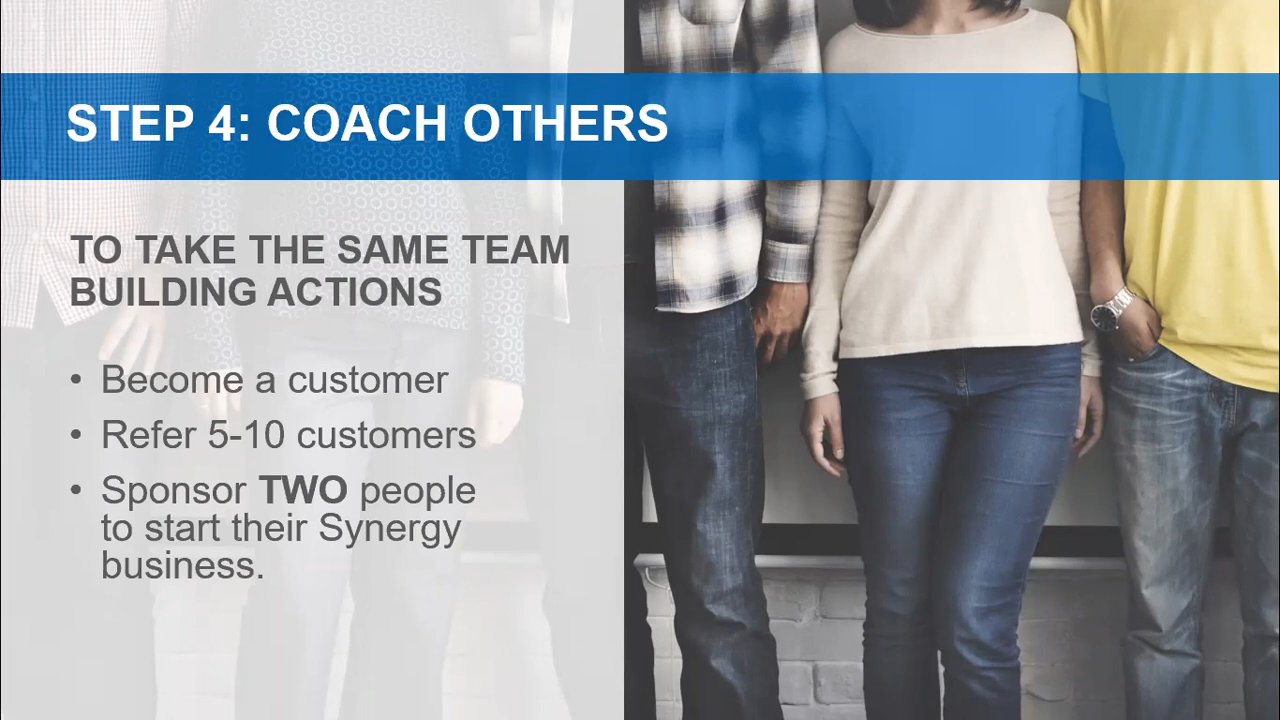 STEP 4: COACH OTHERS
TO TAKE THE SAME TEAM
BUILDING ACTIONS
• Become a customer
• Refer 5-10 customers
• Sponsor TWO people
to start their Synergy
business.